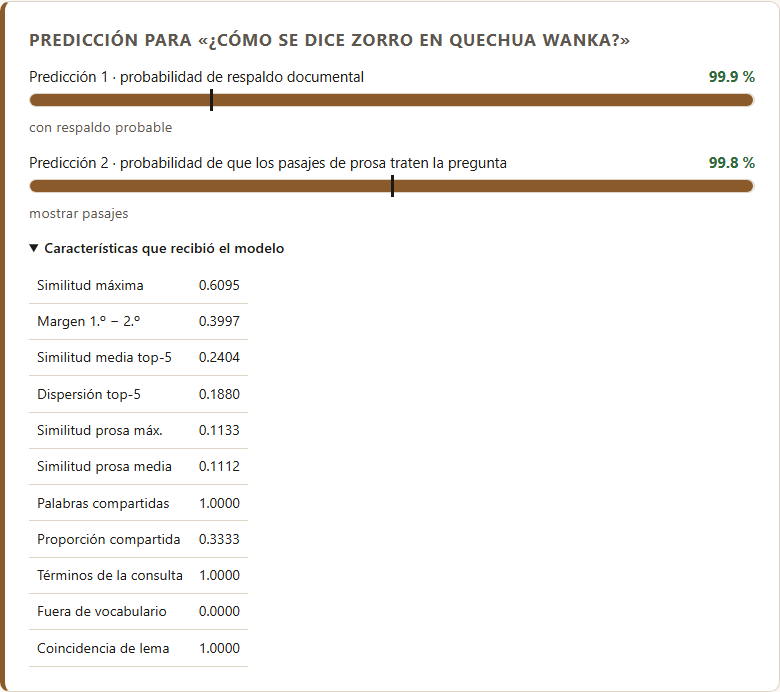 PREDICCIÓN PARA «¿CÓMO SE DICE ZORRO EN QUECHUA WANKA?»
Predicción 1 · probabilidad de respaldo documental 99.9 %
con respaldo probable
Predicción 2 · probabilidad de que los pasajes de prosa traten la pregunta 99.8 %
mostrar pasajes
▼ Características que recibió el modelo
Similitud máxima 0.6095
Margen 1.º − 2.º 0.3997
Similitud media top-5 0.2404
Dispersión top-5 0.1880
Similitud prosa máx. 0.1133
Similitud prosa media 0.1112
Palabras compartidas 1.0000
Proporción compartida 0.3333
Términos de la consulta 1.0000
Fuera de vocabulario 0.0000
Coincidencia de lema 1.0000